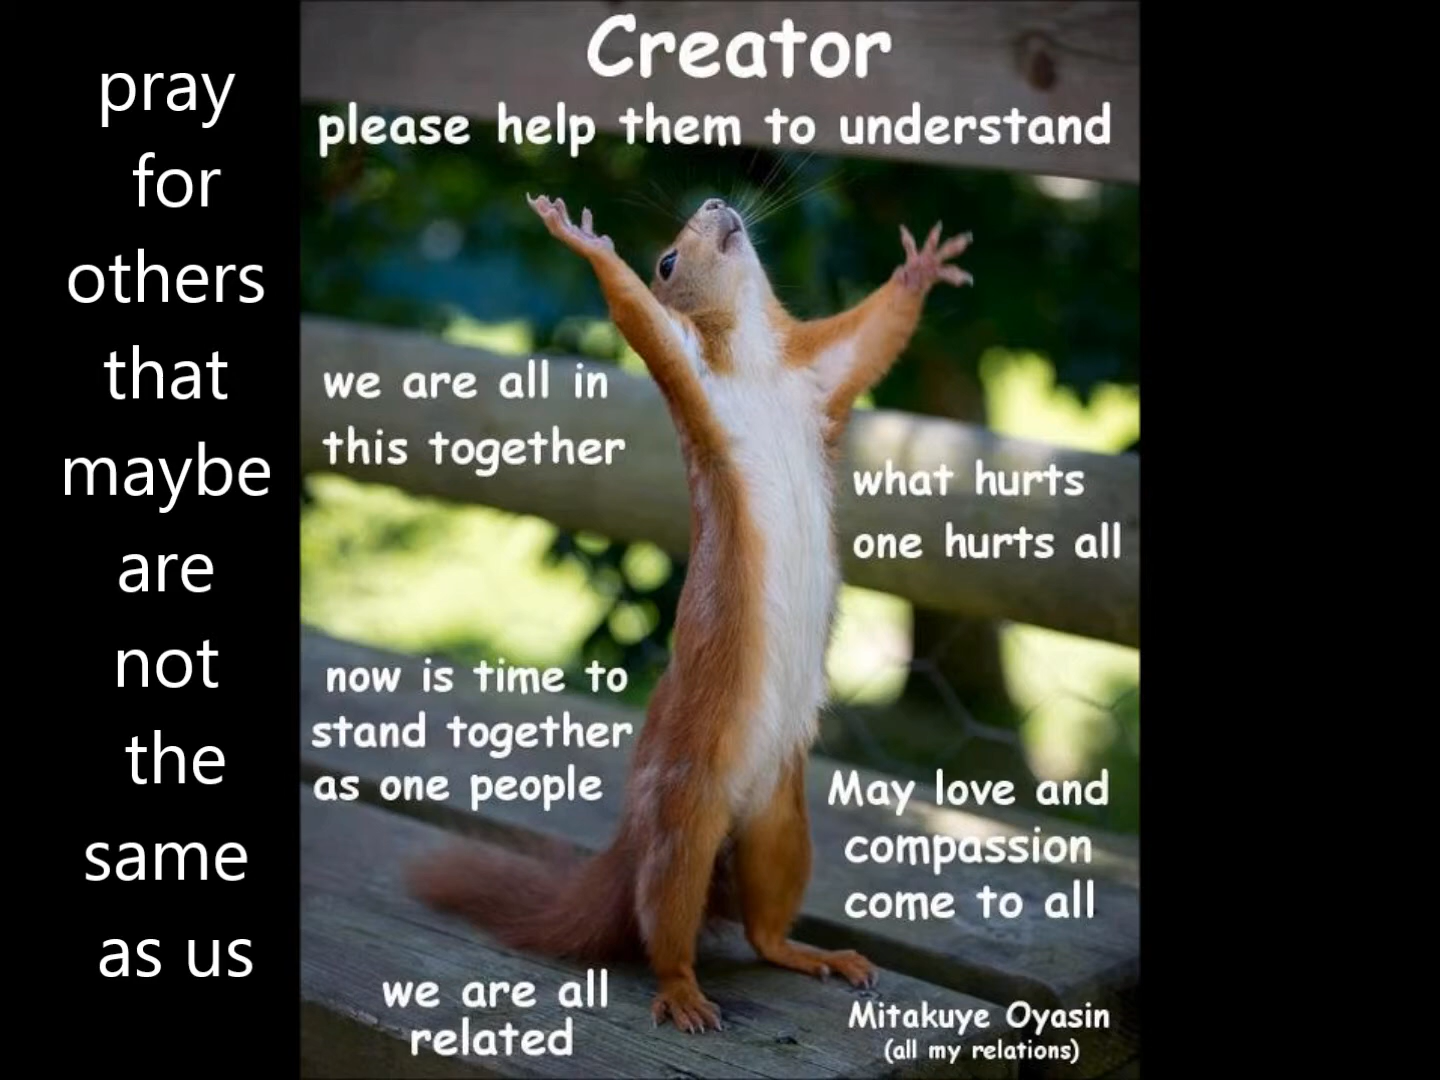 pray
for
others
that
maybe
are
not
the
same
as us
Creator
please help them to understand
we are all in
this together
what hurts
one hurts all
now is time to
stand together
as one people
May love and
compassion
come to all
we are all
related
Mitakuye Oyasin
(all my relations)